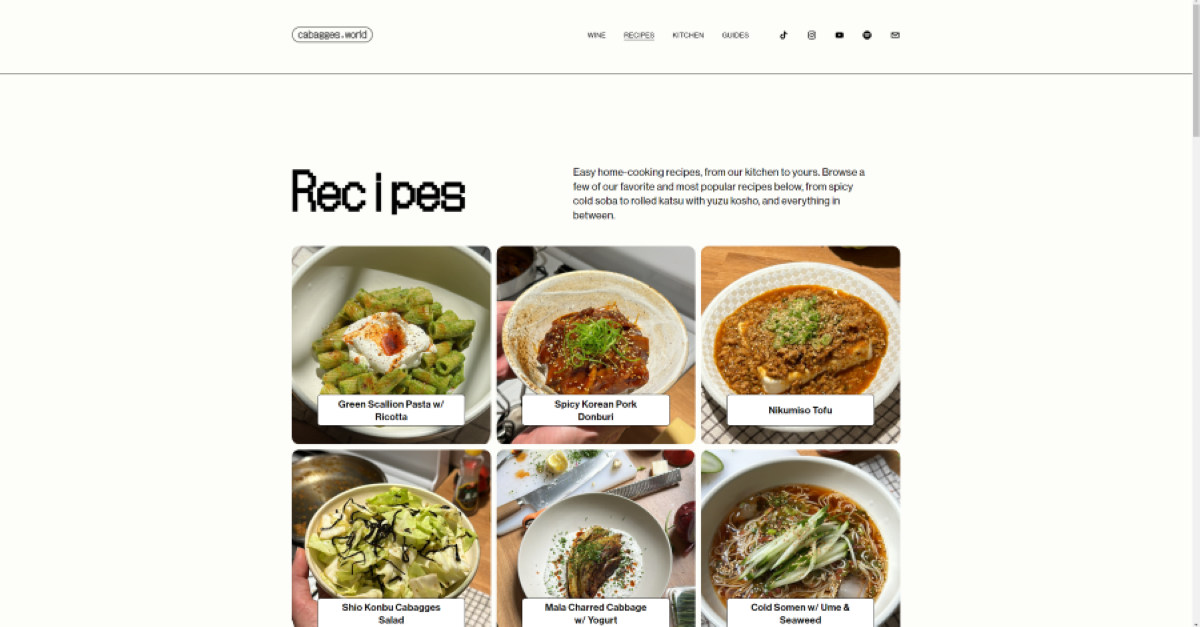 cabagges.world
WINE RECIPES KITCHEN GUIDES
Recipes
Easy home-cooking recipes, from our kitchen to yours. Browse a
few of our favorite and most popular recipes below, from spicy
cold soba to rolled katsu with yuzu kosho, and everything in
between.
Green Scallion Pasta w/
Ricotta
Spicy Korean Pork
Donburi
Nikumiso Tofu
Shio Konbu Cabagges
Salad
Mala Charred Cabbage
w/ Yogurt
Cold Somen w/ Ume &
Seaweed